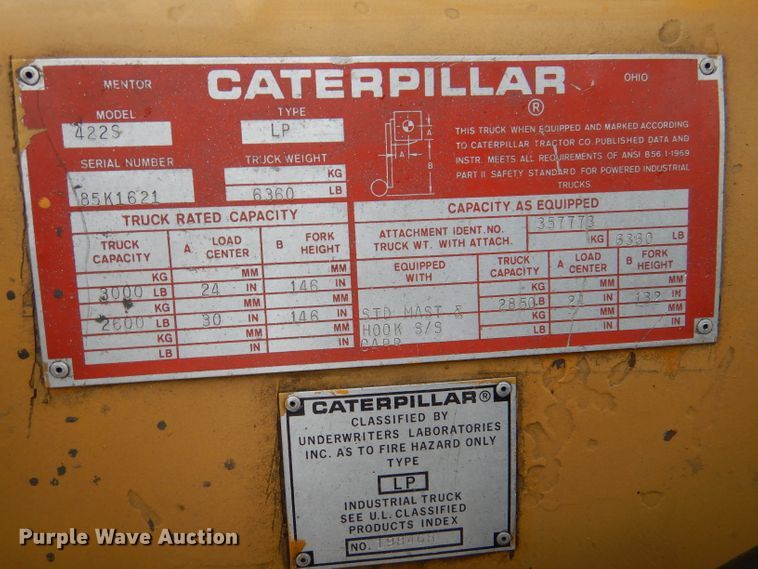 MENTOR CATERPILLAR® OHIO
MODEL TYPE
422S LP
SERIAL NUMBER TRUCK WEIGHT
85K1621 KG
6360 LB
A
A B
THIS TRUCK WHEN EQUIPPED AND MARKED ACCORDING
TO CATERPILLAR TRACTOR CO. PUBLISHED DATA AND
INSTR. MEETS ALL REQUIREMENTS OF ANSI B56.1-1969
PART II SAFETY STANDARD FOR POWERED INDUSTRIAL
TRUCKS.
TRUCK RATED CAPACITY
TRUCK CAPACITY A LOAD CENTER B FORK HEIGHT
KG MM MM
3000 LB 24 IN 146 IN
KG MM MM
2600 LB 30 IN 146 IN
KG MM MM
LB IN IN
CAPACITY AS EQUIPPED
ATTACHMENT IDENT. NO. 357773
TRUCK WT. WITH ATTACH. KG 6360 LB
EQUIPPED WITH TRUCK CAPACITY A LOAD CENTER B FORK HEIGHT
KG MM MM
2850 LB 24 IN 132 IN
STD MAST & KG MM MM
HOOK S/S LB IN IN
CARR
CATERPILLAR®
CLASSIFIED BY
UNDERWRITERS LABORATORIES
INC. AS TO FIRE HAZARD ONLY
TYPE
LP
INDUSTRIAL TRUCK
SEE U.L. CLASSIFIED
PRODUCTS INDEX
NO. T98468
Purple Wave Auction